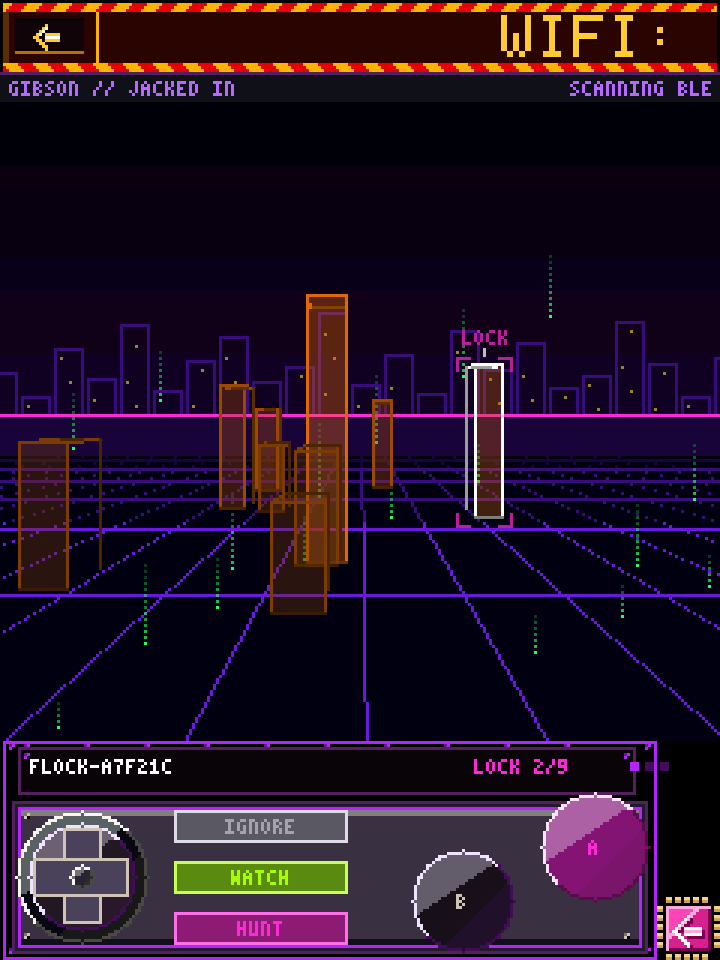 WIFI:
GIBSON // JACKED IN
SCANNING BLE
LOCK
FLOCK-A7F21C
LOCK 2/9
IGNORE
WATCH
HUNT
A
B